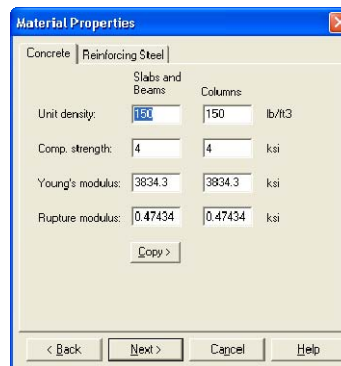 Material Properties
Concrete Reinforcing Steel
Slabs and
Beams Columns
Unit density: 150 150 lb/ft3
Comp. strength: 4 4 ksi
Young's modulus: 3834.3 3834.3 ksi
Rupture modulus: 0.47434 0.47434 ksi
Copy >
< Back Next > Cancel Help